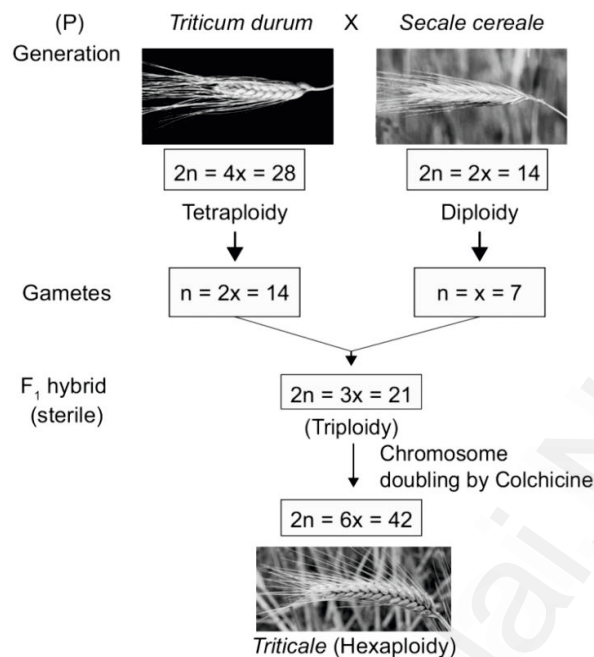 (P) Triticum durum X Secale cereale
Generation
2n = 4x = 28 2n = 2x = 14
Tetraploidy Diploidy
Gametes n = 2x = 14 n = x = 7
F₁ hybrid 2n = 3x = 21
(sterile) (Triploidy)
Chromosome
doubling by Colchicine
2n = 6x = 42
Triticale (Hexaploidy)